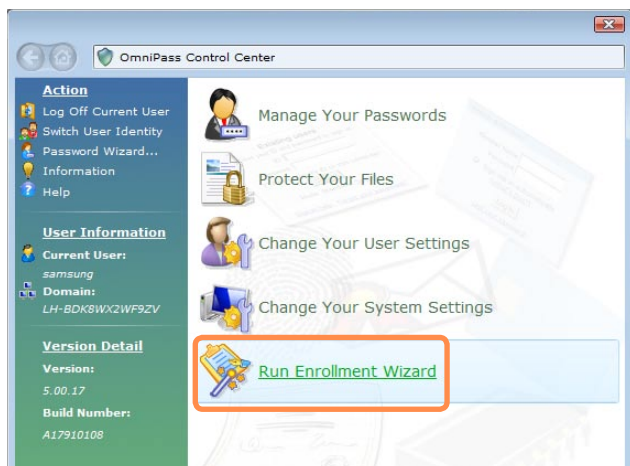 OmniPass Control Center
Action
Log Off Current User
Switch User Identity
Password Wizard...
Information
Help
User Information
Current User:
samsung
Domain:
LH-BDK8WX2WF9ZV
Version Detail
Version:
5.00.17
Build Number:
A17910108
Manage Your Passwords
Protect Your Files
Change Your User Settings
Change Your System Settings
Run Enrollment Wizard